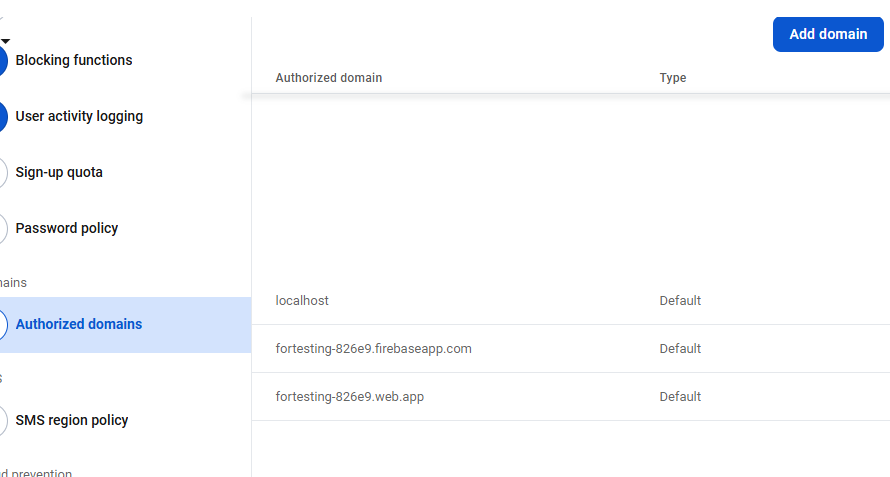 Add domain
Authorized domain Type
Blocking functions
User activity logging
Sign-up quota
Password policy
Authorized domains
SMS region policy
prevention
localhost Default
fortesting-826e9.firebaseapp.com Default
fortesting-826e9.web.app Default